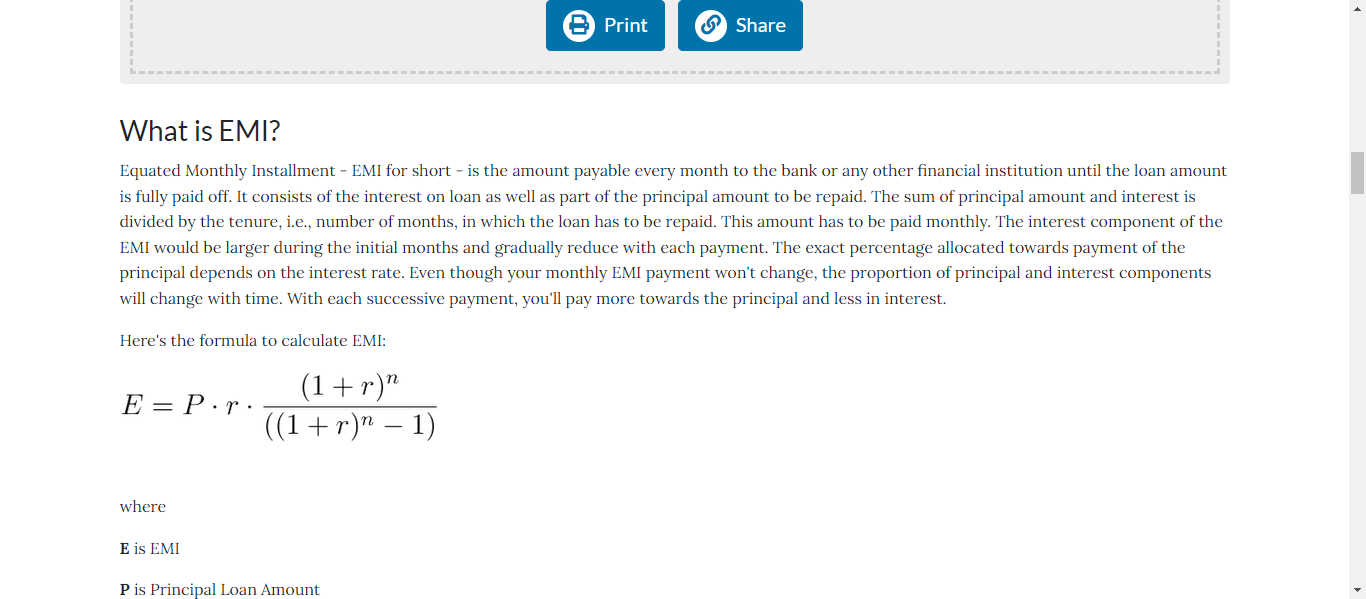 Print
Share
What is EMI?
Equated Monthly Installment - EMI for short - is the amount payable every month to the bank or any other financial institution until the loan amount
is fully paid off. It consists of the interest on loan as well as part of the principal amount to be repaid. The sum of principal amount and interest is
divided by the tenure, i.e., number of months, in which the loan has to be repaid. This amount has to be paid monthly. The interest component of the
EMI would be larger during the initial months and gradually reduce with each payment. The exact percentage allocated towards payment of the
principal depends on the interest rate. Even though your monthly EMI payment won't change, the proportion of principal and interest components
will change with time. With each successive payment, you'll pay more towards the principal and less in interest.
Here's the formula to calculate EMI:
E = P · r · (1 + r)^n / ((1 + r)^n − 1)
where
E is EMI
P is Principal Loan Amount